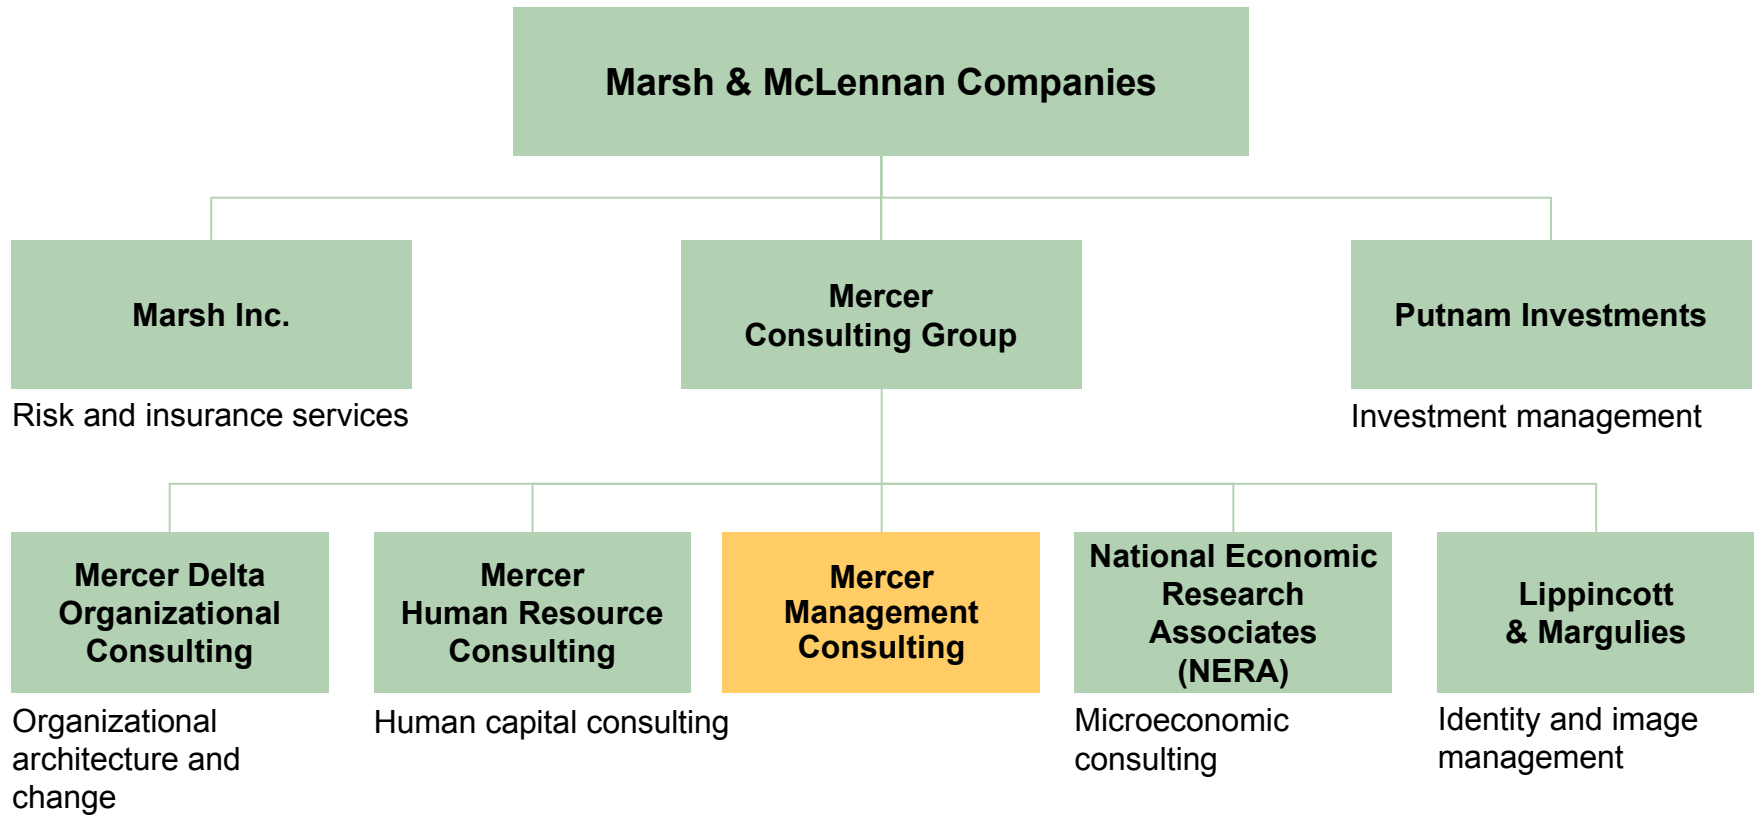 Marsh & McLennan Companies
Marsh Inc.
Mercer
Consulting Group
Putnam Investments
Risk and insurance services
Investment management
Mercer Delta
Organizational
Consulting
Mercer
Human Resource
Consulting
Mercer
Management
Consulting
National Economic
Research
Associates
(NERA)
Lippincott
& Margulies
Organizational
architecture and
change
Human capital consulting
Microeconomic
consulting
Identity and image
management